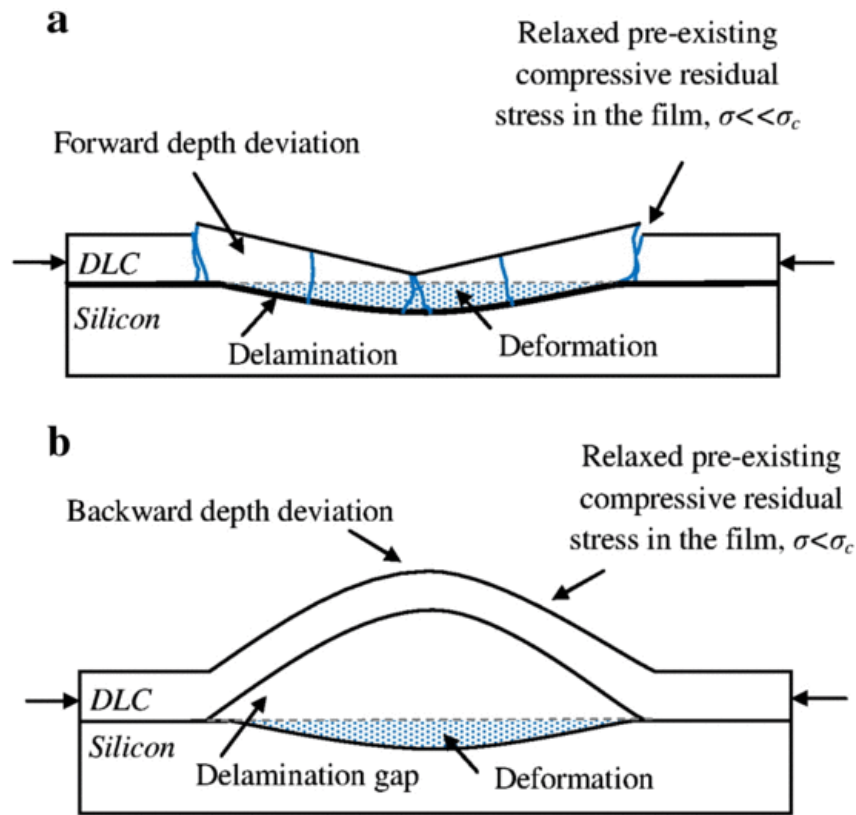 a
Relaxed pre-existing
compressive residual
stress in the film, σ<<σc
Forward depth deviation
DLC
Silicon
Delamination
Deformation
b
Relaxed pre-existing
compressive residual
stress in the film, σ<σc
Backward depth deviation
DLC
Silicon
Delamination gap
Deformation